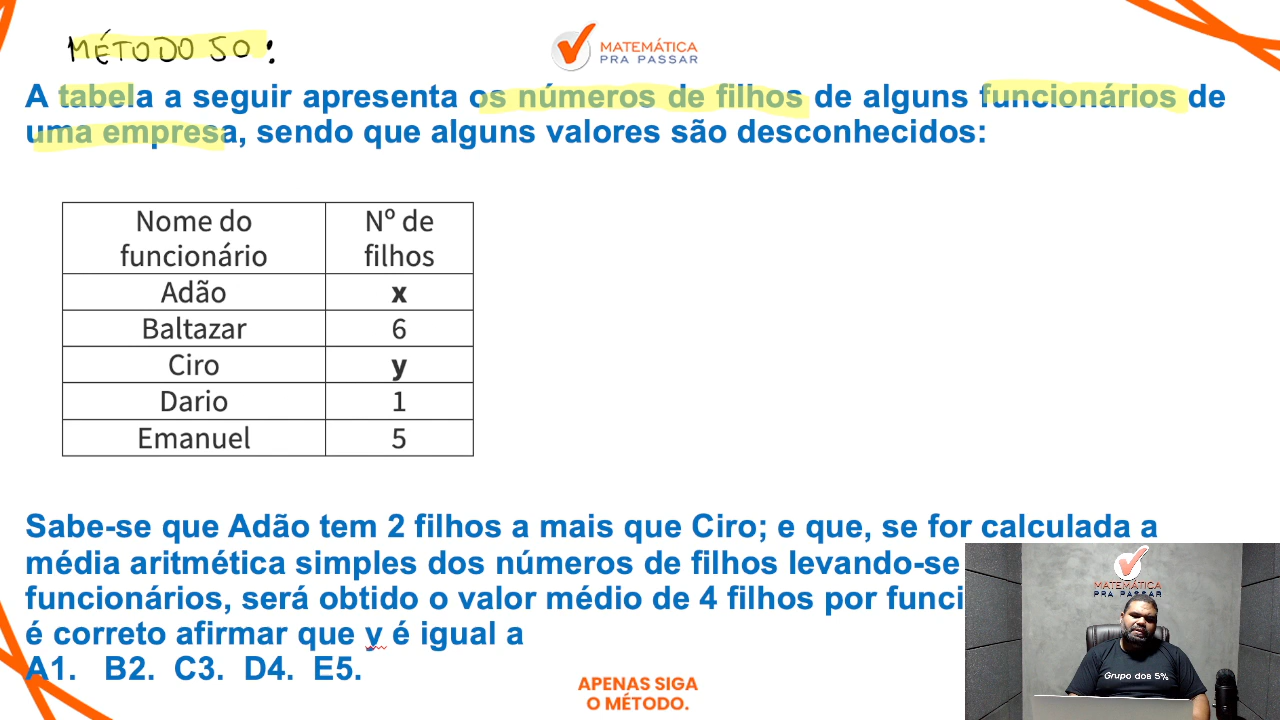 MÉTODO 50:
MATEMÁTICA
PRA PASSAR
A tabela a seguir apresenta os números de filhos de alguns funcionários de
uma empresa, sendo que alguns valores são desconhecidos:
Nome do funcionário Nº de filhos
Adão x
Baltazar 6
Ciro y
Dario 1
Emanuel 5
Sabe-se que Adão tem 2 filhos a mais que Ciro; e que, se for calculada a
média aritmética simples dos números de filhos levando-se
funcionários, será obtido o valor médio de 4 filhos por funci
é correto afirmar que y é igual a
A1. B2. C3. D4. E5.
APENAS SIGA
O MÉTODO.
MATEMÁTICA
PRA PASSAR
Grupo dos 5%